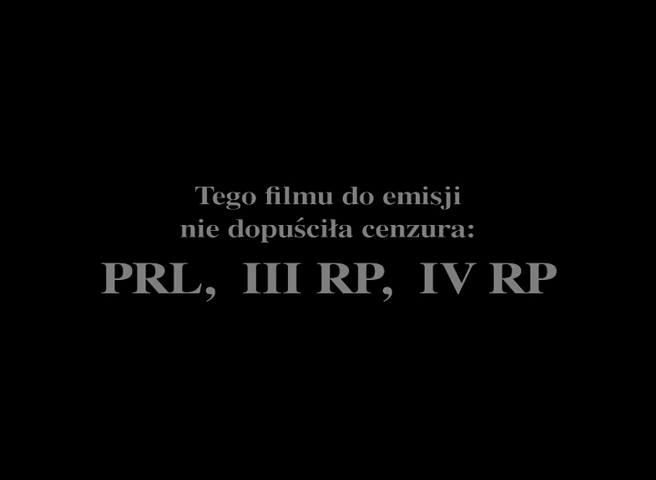 Tego filmu do emisji
nie dopuściła cenzura:
PRL, III RP, IV RP